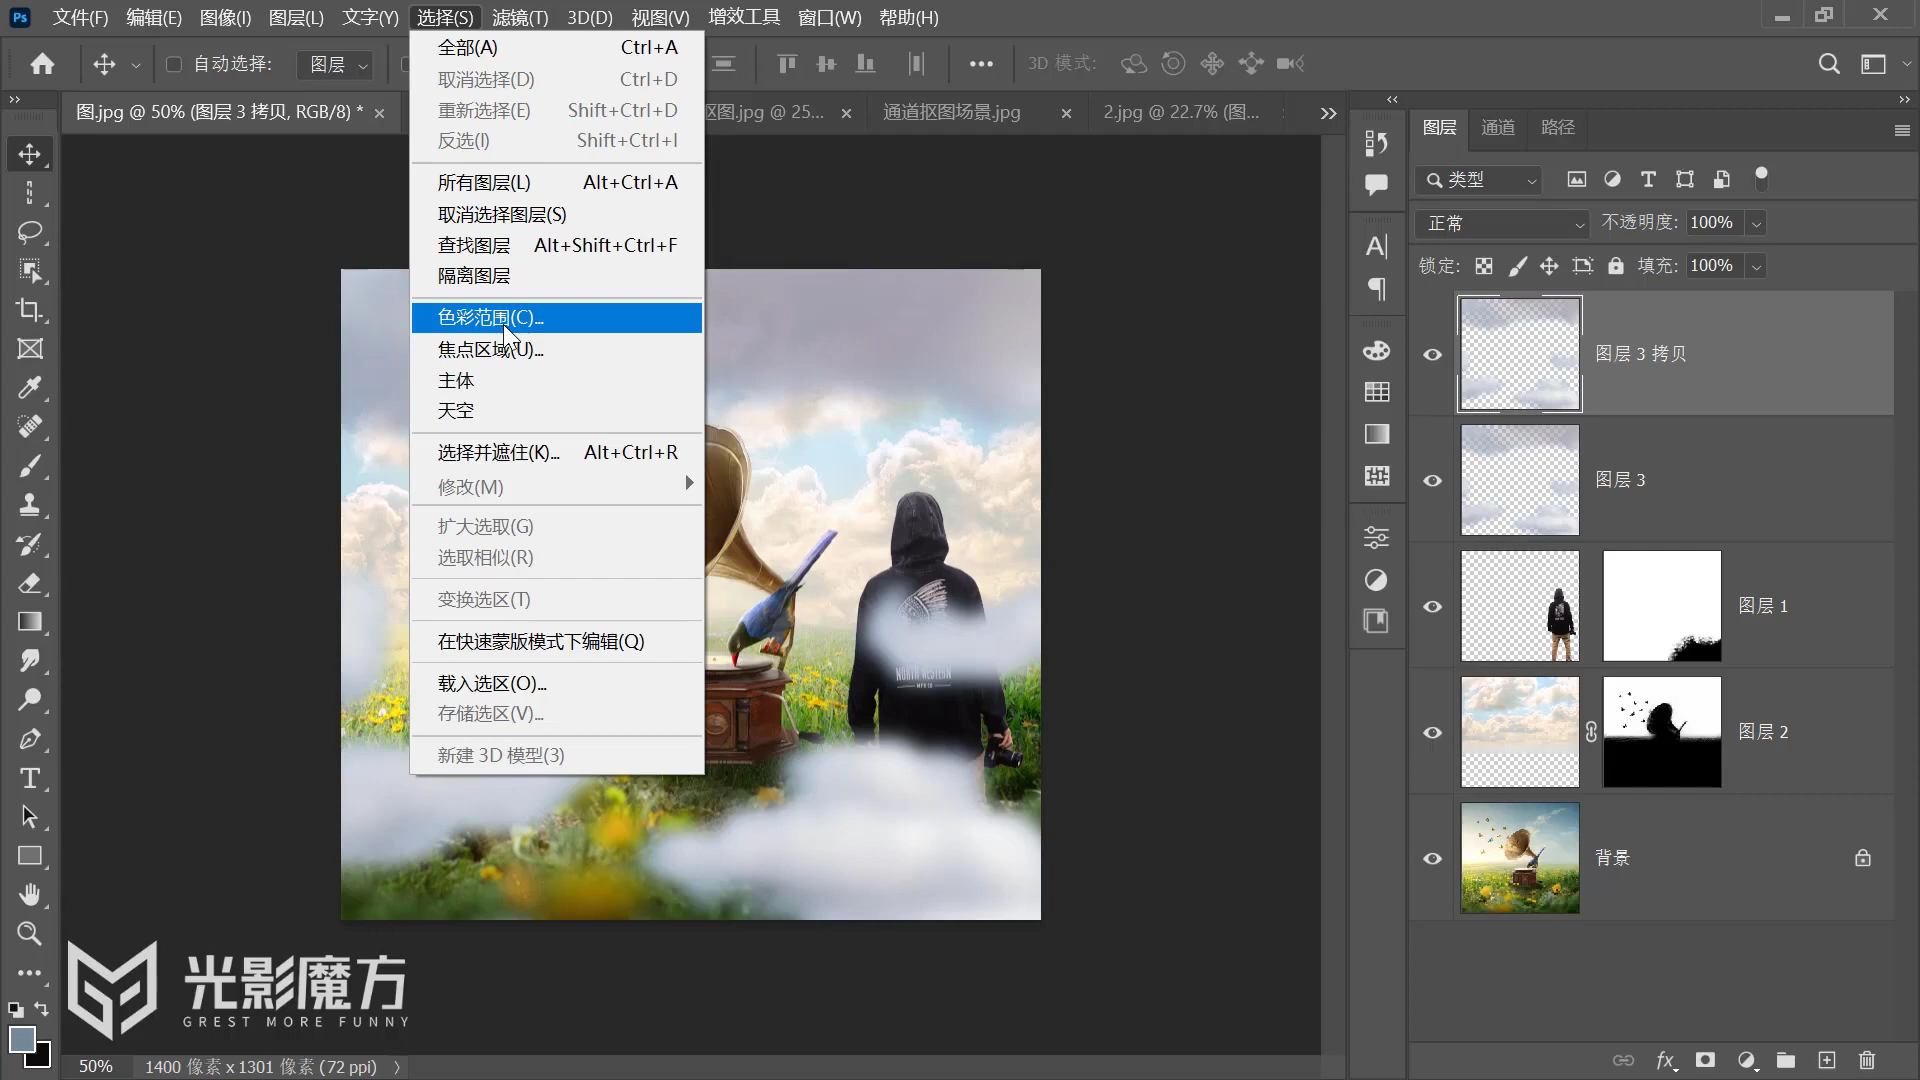 Ps 文件(F) 编辑(E) 图像(I) 图层(L) 文字(Y) 选择(S) 滤镜(T) 3D(D) 视图(V) 增效工具 窗口(W) 帮助(H)
自动选择: 图层 3D 模式:
图.jpg @ 50% (图层 3 拷贝, RGB/8) * 抠图.jpg @ 25... 通道抠图场景.jpg 2.jpg @ 22.7% (图...
全部(A) Ctrl+A
取消选择(D) Ctrl+D
重新选择(E) Shift+Ctrl+D
反选(I) Shift+Ctrl+I
所有图层(L) Alt+Ctrl+A
取消选择图层(S)
查找图层 Alt+Shift+Ctrl+F
隔离图层
色彩范围(C)...
焦点区域(U)...
主体
天空
选择并遮住(K)... Alt+Ctrl+R
修改(M)
扩大选取(G)
选取相似(R)
变换选区(T)
在快速蒙版模式下编辑(Q)
载入选区(O)...
存储选区(V)...
新建 3D 模型(3)
NORTH WESTERN
MFG CO
图层 通道 路径
类型
正常 不透明度: 100%
锁定: 填充: 100%
图层 3 拷贝
图层 3
图层 1
图层 2
背景
光影魔方
GREST MORE FUNNY
50% 1400 像素 x 1301 像素 (72 ppi)
fx